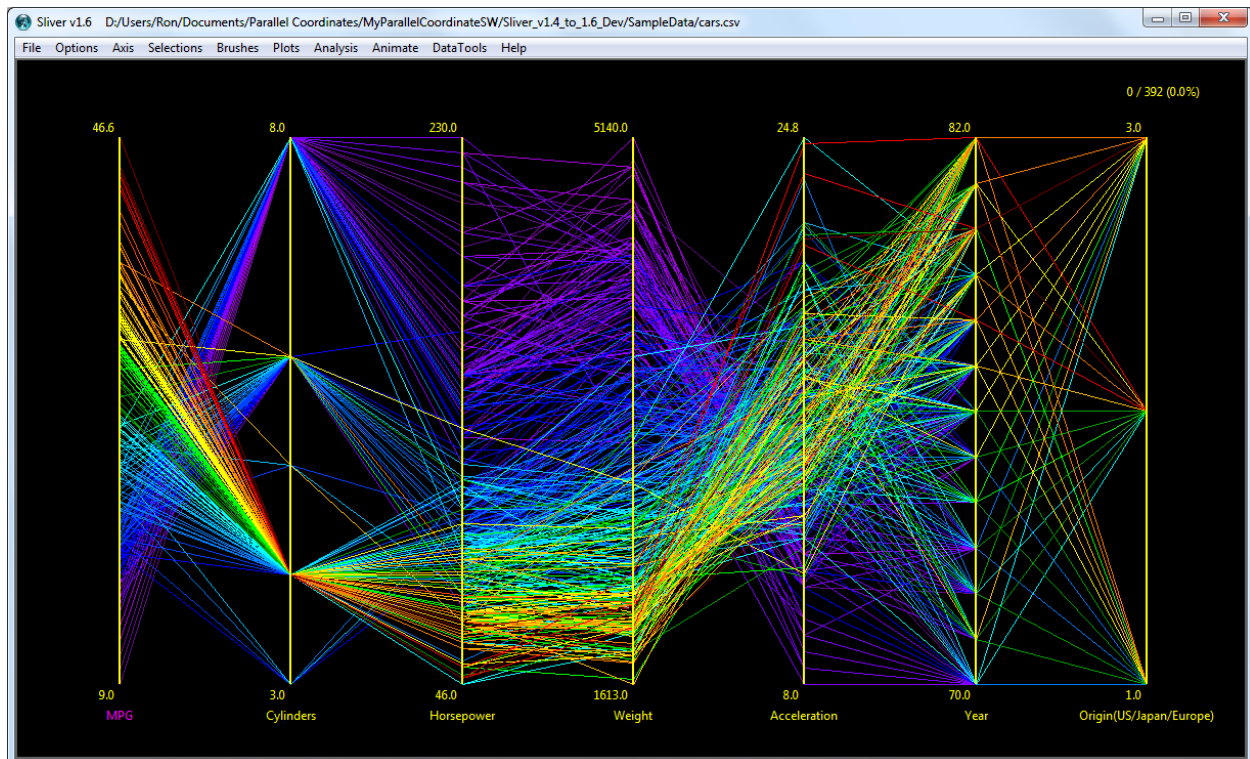 Sliver v1.6 D:/Users/Ron/Documents/Parallel Coordinates/MyParallelCoordinateSW/Sliver_v1.4_to_1.6_Dev/SampleData/cars.csv
File Options Axis Selections Brushes Plots Analysis Animate DataTools Help
0 / 392 (0.0%)
46.6 8.0 230.0 5140.0 24.8 82.0 3.0
9.0 3.0 46.0 1613.0 8.0 70.0 1.0
MPG Cylinders Horsepower Weight Acceleration Year Origin(US/Japan/Europe)